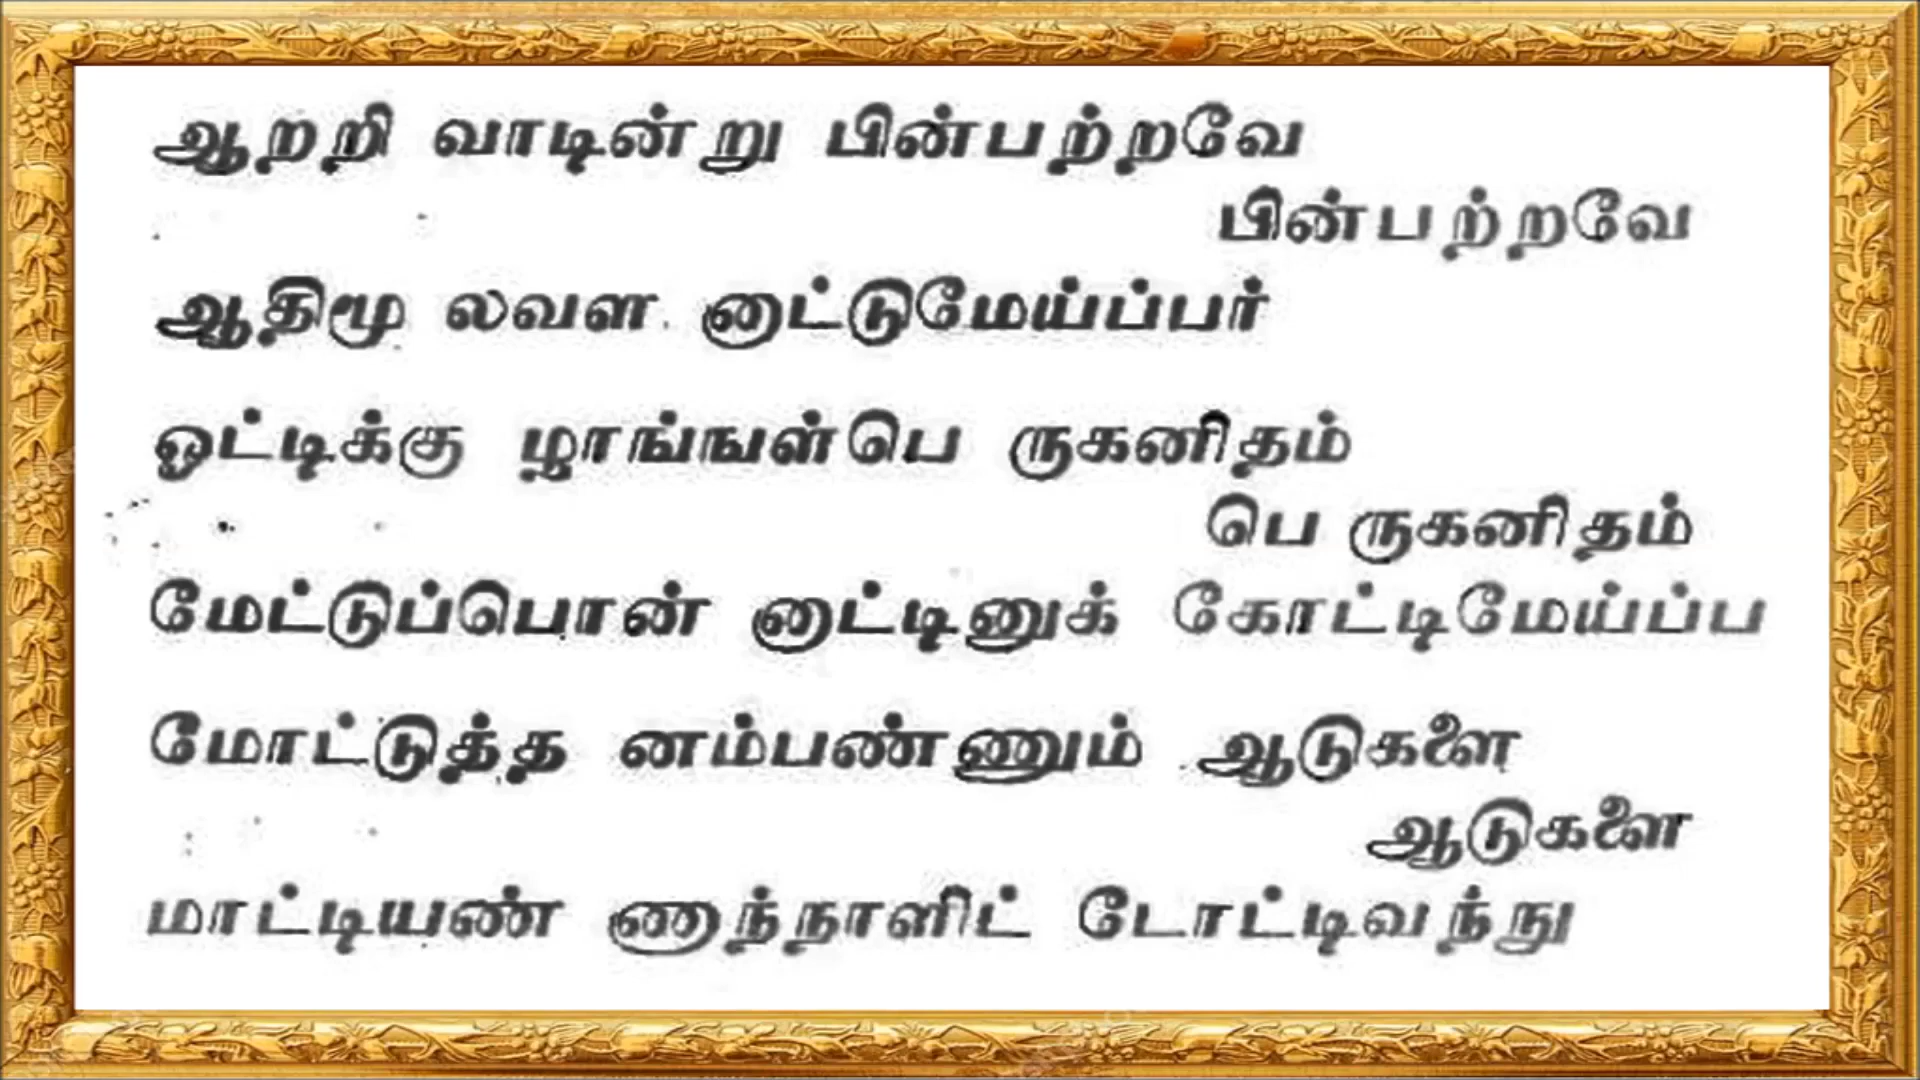 ஆறறி வாடின்று பின்பற்றவே
பின்பற்றவே
ஆதிமூ லவள னாட்டுமேய்ப்பர்
ஓட்டிக்கு ழாங்ஙள்பெ ருகனிதம்
பெ ருகனிதம்
மேட்டுப்பொன் னாட்டினுக் கோட்டிமேய்ப்ப
மோட்டுத்த னம்பண்ணும் ஆடுகளை
ஆடுகளை
மாட்டியண் ணாந்நாளிட் டோட்டிவந்நு